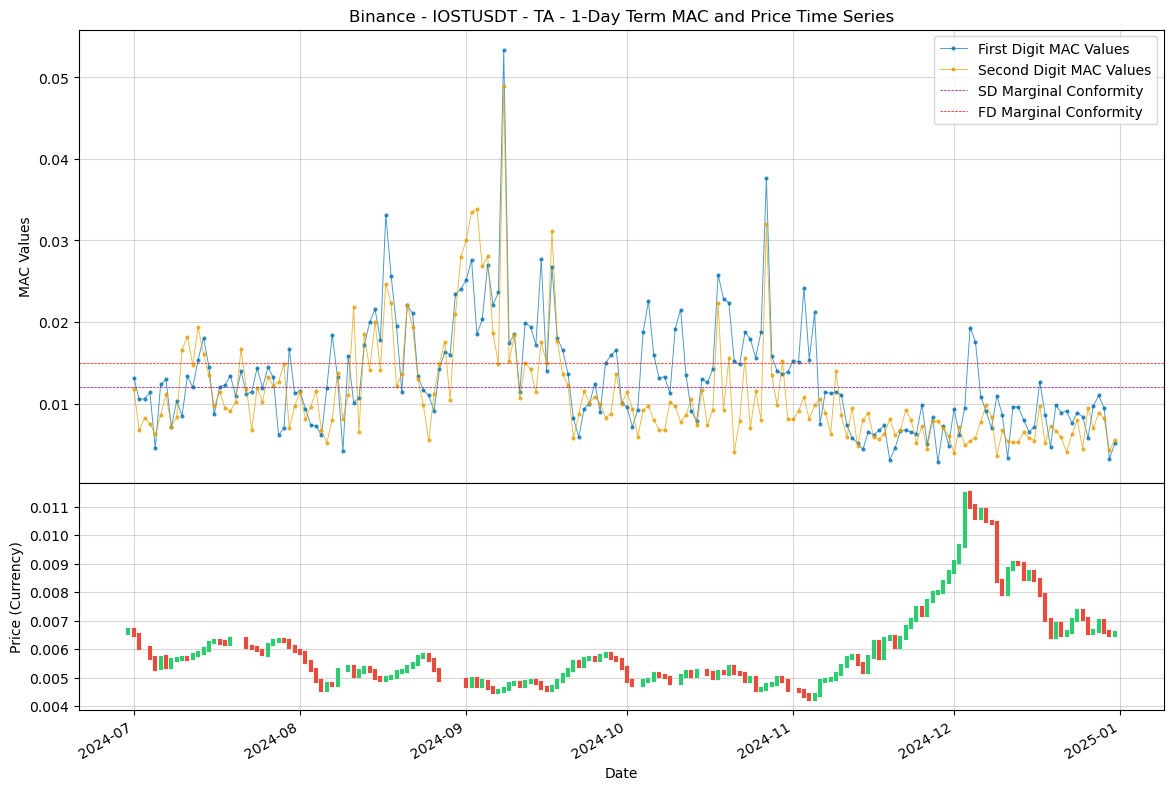 Binance - IOSTUSDT - TA - 1-Day Term MAC and Price Time Series
First Digit MAC Values
Second Digit MAC Values
SD Marginal Conformity
FD Marginal Conformity
MAC Values
0.05
0.04
0.03
0.02
0.01
Price (Currency)
0.011
0.010
0.009
0.008
0.007
0.006
0.005
0.004
2024-07
2024-08
2024-09
2024-10
2024-11
2024-12
2025-01
Date